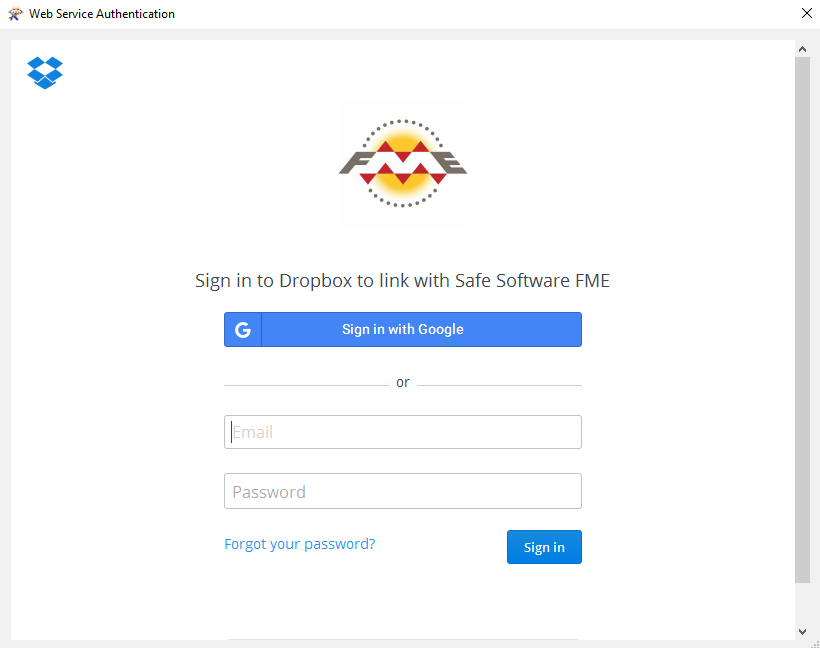 Web Service Authentication
FME
Sign in to Dropbox to link with Safe Software FME
G Sign in with Google
or
Email
Password
Forgot your password?
Sign in